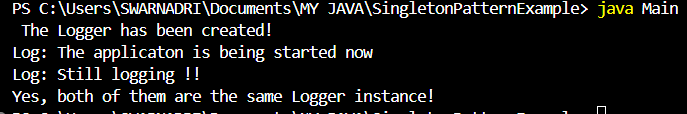 PS C:\Users\SWARNADRI\Documents\MY JAVA\SingletonPatternExample> java Main
The Logger has been created!
Log: The applicaton is being started now
Log: Still logging !!
Yes, both of them are the same Logger instance!